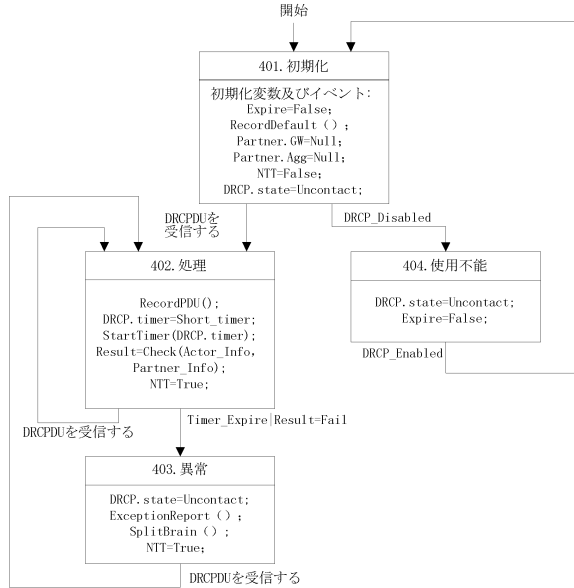 開始
401.初期化
初期化変数及びイベント:
Expire=False;
RecordDefault();
Partner.GW=Null;
Partner.Agg=Null;
NTT=False;
DRCP.state=Uncontact;
DRCPDUを
受信する
DRCP_Disabled
402.処理
RecordPDU();
DRCP.timer=Short_timer;
StartTimer(DRCP.timer);
Result=Check(Actor_Info,
Partner_Info);
NTT=True;
404.使用不能
DRCP.state=Uncontact;
Expire=False;
DRCP_Enabled
DRCPDUを受信する
Timer_Expire|Result=Fail
403.異常
DRCP.state=Uncontact;
ExceptionReport();
SplitBrain();
NTT=True;
DRCPDUを受信する